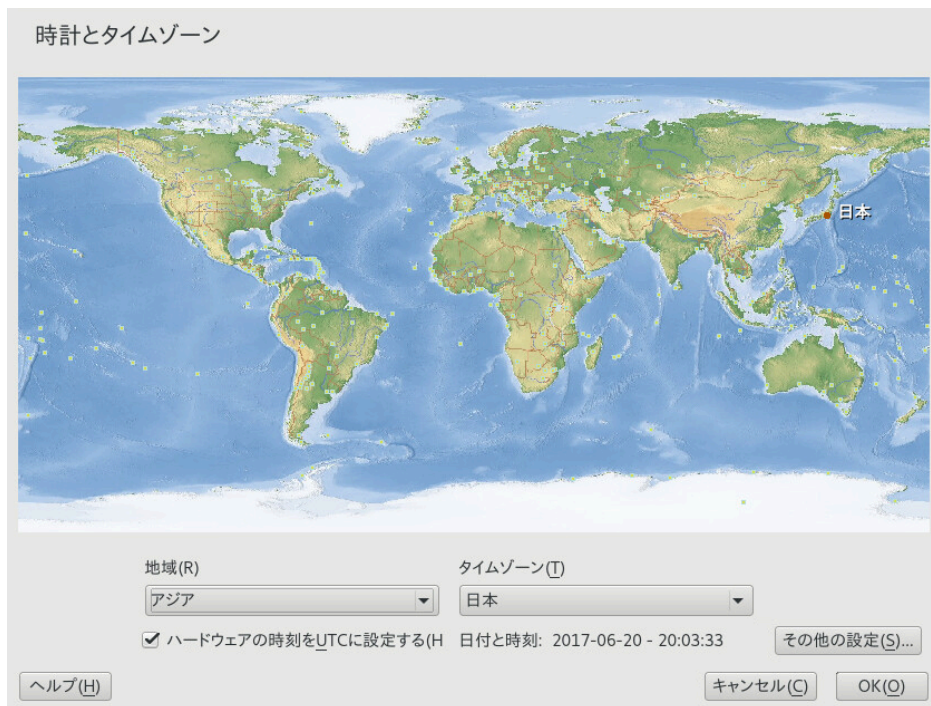 時計とタイムゾーン
日本
地域(R)
タイムゾーン(T)
アジア
日本
ハードウェアの時刻をUTCに設定する(H
日付と時刻: 2017-06-20 - 20:03:33
その他の設定(S)...
ヘルプ(H)
キャンセル(C)
OK(O)